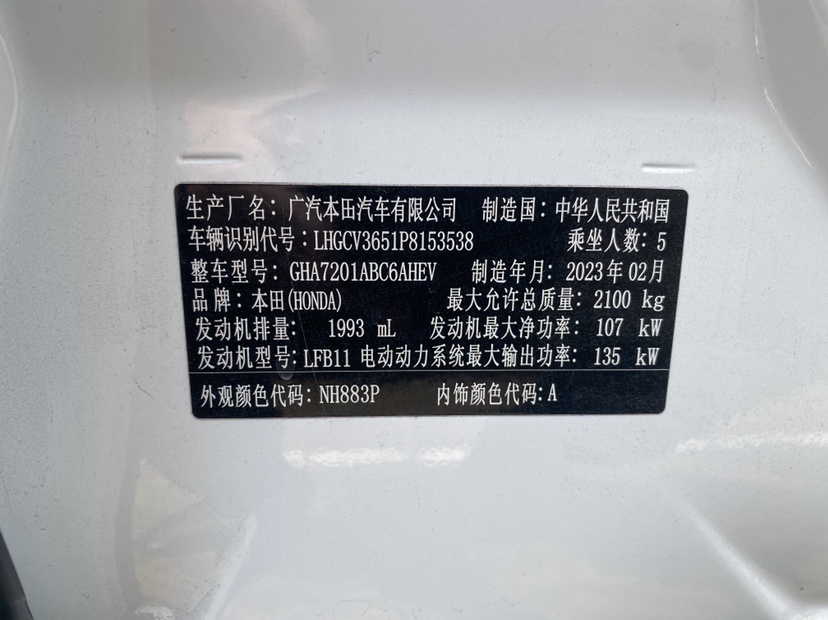 生产厂名：广汽本田汽车有限公司 制造国：中华人民共和国
车辆识别代号：LHGCV3651P8153538 乘坐人数：5
整车型号：GHA7201ABC6AHEV 制造年月：2023年02月
品牌：本田(HONDA) 最大允许总质量：2100 kg
发动机排量： 1993 mL 发动机最大净功率：107 kW
发动机型号：LFB11 电动动力系统最大输出功率：135 kW
外观颜色代码：NH883P 内饰颜色代码：A